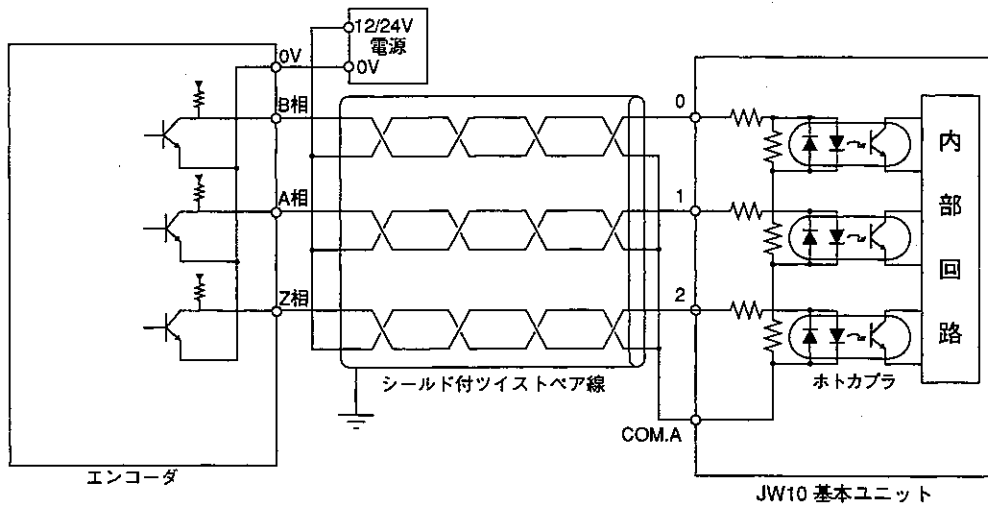 12/24V
電源
0V
0V
B相
A相
Z相
0
1
2
内部回路
シールド付ツイストペア線
ホトカプラ
COM.A
エンコーダ
JW10 基本ユニット